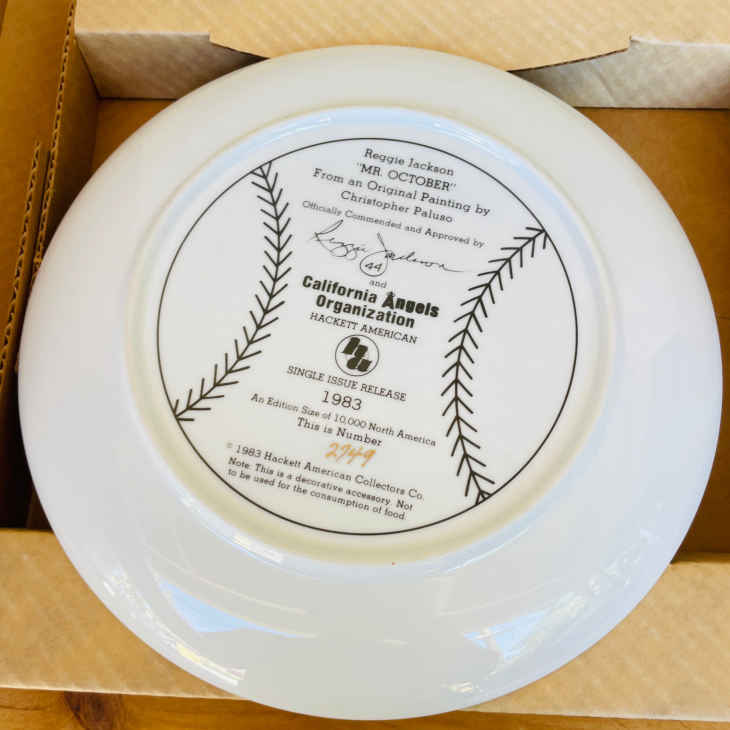 Reggie Jackson
"MR. OCTOBER"
From an Original Painting by
Christopher Paluso
Officially Commended and Approved by
Reggie Jackson
44
and
California Angels
Organization
HACKETT AMERICAN
SINGLE ISSUE RELEASE
1983
An Edition Size of 10,000 North America
This is Number
2749
© 1983 Hackett American Collectors Co.
Note: This is a decorative accessory. Not
to be used for the consumption of food.